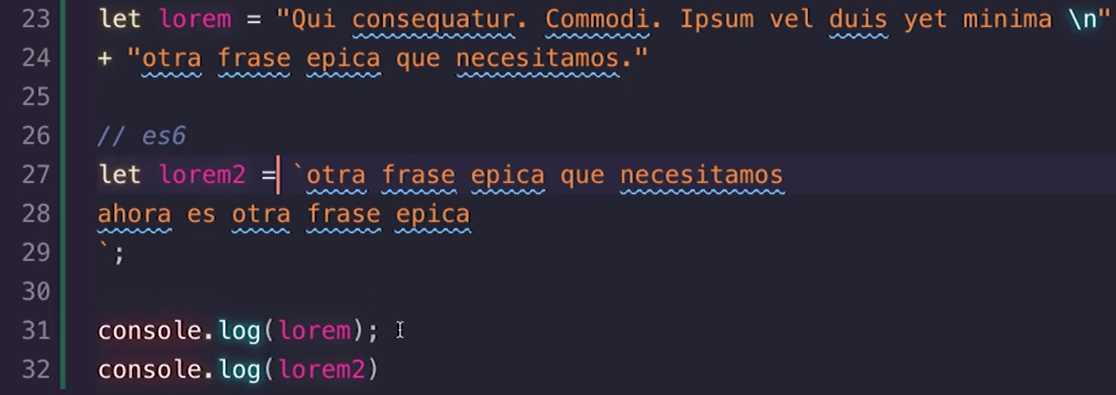 23 let lorem = "Qui consequatur. Commodi. Ipsum vel duis yet minima \n"
24 + "otra frase epica que necesitamos."
25
26 // es6
27 let lorem2 = `otra frase epica que necesitamos
28 ahora es otra frase epica
29 `;
30
31 console.log(lorem);
32 console.log(lorem2)